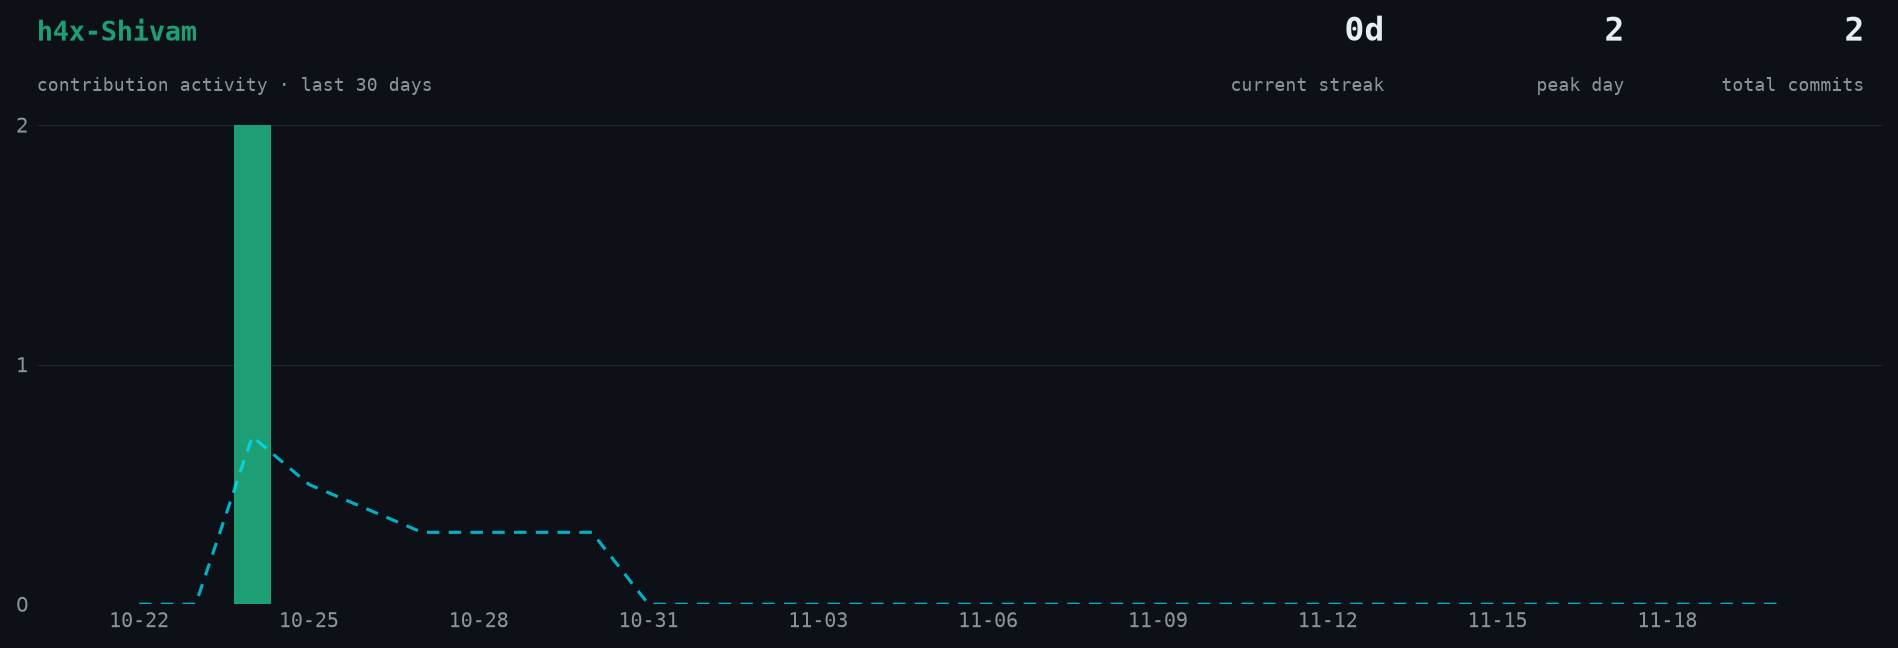 h4x-Shivam
0d 2 2
contribution activity · last 30 days
current streak peak day total commits
2
1
0
10-22 10-25 10-28 10-31 11-03 11-06 11-09 11-12 11-15 11-18